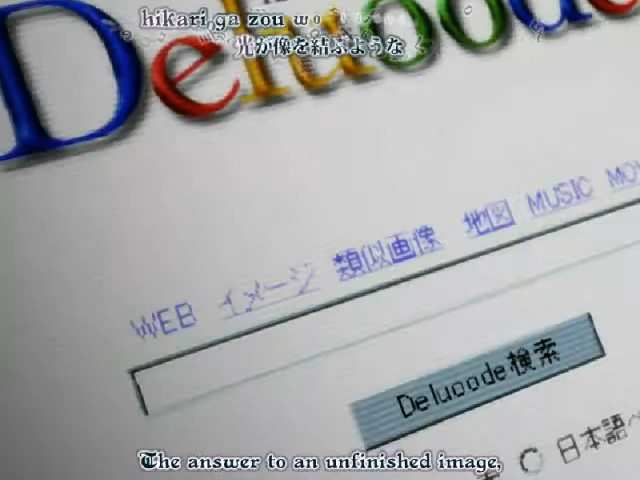 hikari ga zou wo
光が像を結ぶような
Deluoode
WEB イメージ 類似画像 地図 MUSIC
Deluoode検索
日本語
The answer to an unfinished image,